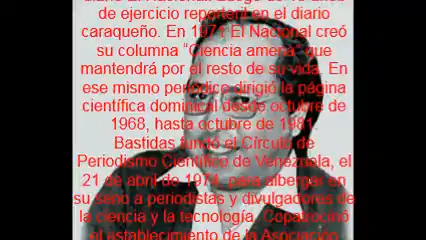 diario El Nacional. Luego de 15 años
de ejercicio reporteril en el diario
caraqueño. En 1971 El Nacional creó
su columna “Ciencia amena” que
mantendrá por el resto de su vida. En
ese mismo periódico dirigió la página
científica dominical desde octubre de
1968, hasta octubre de 1981.
Bastidas fundó el Círculo de
Periodismo Científico de Venezuela, el
21 de abril de 1974, para albergar en
su seno a periodistas y divulgadores de
la ciencia y la tecnología. Copatrocinó
el establecimiento de la Asociación